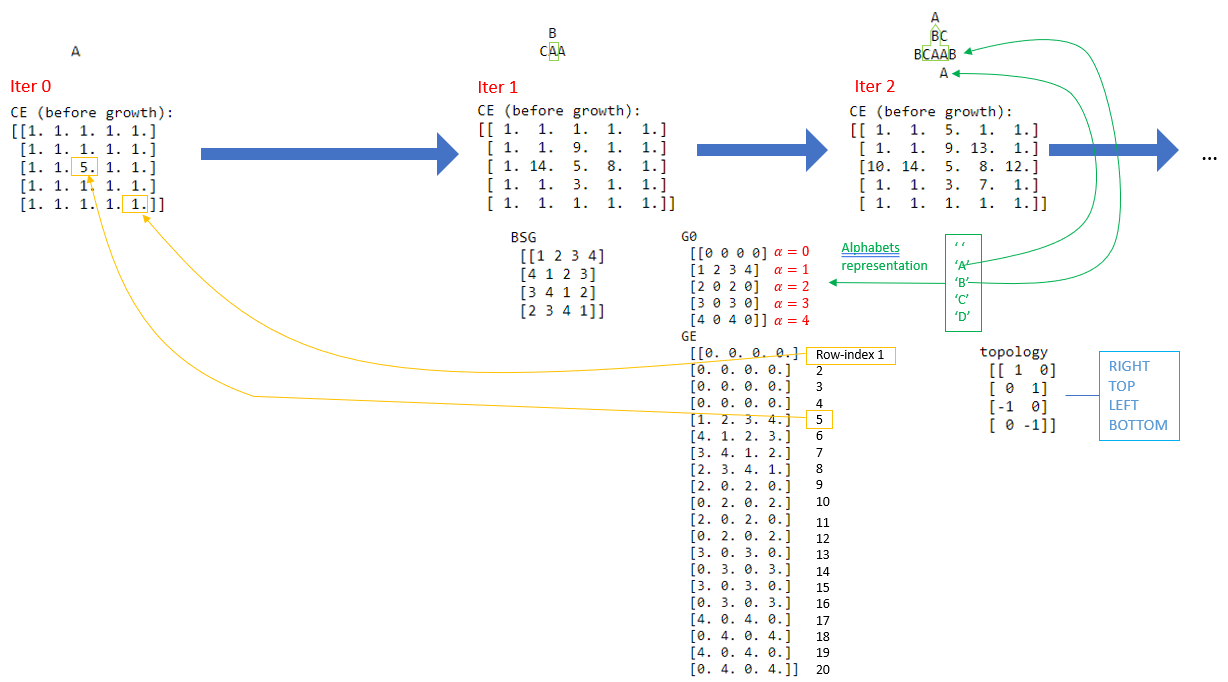 A
Iter 0
CE (before growth):
[[1. 1. 1. 1. 1.]
[1. 1. 1. 1. 1.]
[1. 1. 5. 1. 1.]
[1. 1. 1. 1. 1.]
[1. 1. 1. 1. 1.]]
B
CAA
Iter 1
CE (before growth):
[[ 1. 1. 1. 1. 1.]
[ 1. 1. 9. 1. 1.]
[ 1. 14. 5. 8. 1.]
[ 1. 1. 3. 1. 1.]
[ 1. 1. 1. 1. 1.]]
A
BC
BCAAB
A
Iter 2
CE (before growth):
[[ 1. 1. 5. 1. 1.]
[ 1. 1. 9. 13. 1.]
[10. 14. 5. 8. 12.]
[ 1. 1. 3. 7. 1.]
[ 1. 1. 1. 1. 1.]]
...
BSG
[[1 2 3 4]
[4 1 2 3]
[3 4 1 2]
[2 3 4 1]]
G0
[[0 0 0 0] α = 0
[1 2 3 4] α = 1
[2 0 2 0] α = 2
[3 0 3 0] α = 3
[4 0 4 0]] α = 4
Alphabets
representation
‘ ‘
‘A’
‘B’
‘C’
‘D’
GE
[[0. 0. 0. 0.] Row-index 1
[0. 0. 0. 0.] 2
[0. 0. 0. 0.] 3
[0. 0. 0. 0.] 4
[1. 2. 3. 4.] 5
[4. 1. 2. 3.] 6
[3. 4. 1. 2.] 7
[2. 3. 4. 1.] 8
[2. 0. 2. 0.] 9
[0. 2. 0. 2.] 10
[2. 0. 2. 0.] 11
[0. 2. 0. 2.] 12
[3. 0. 3. 0.] 13
[0. 3. 0. 3.] 14
[3. 0. 3. 0.] 15
[0. 3. 0. 3.] 16
[4. 0. 4. 0.] 17
[0. 4. 0. 4.] 18
[4. 0. 4. 0.] 19
[0. 4. 0. 4.]] 20
topology
[[ 1 0]
[ 0 1]
[-1 0]
[ 0 -1]]
RIGHT
TOP
LEFT
BOTTOM